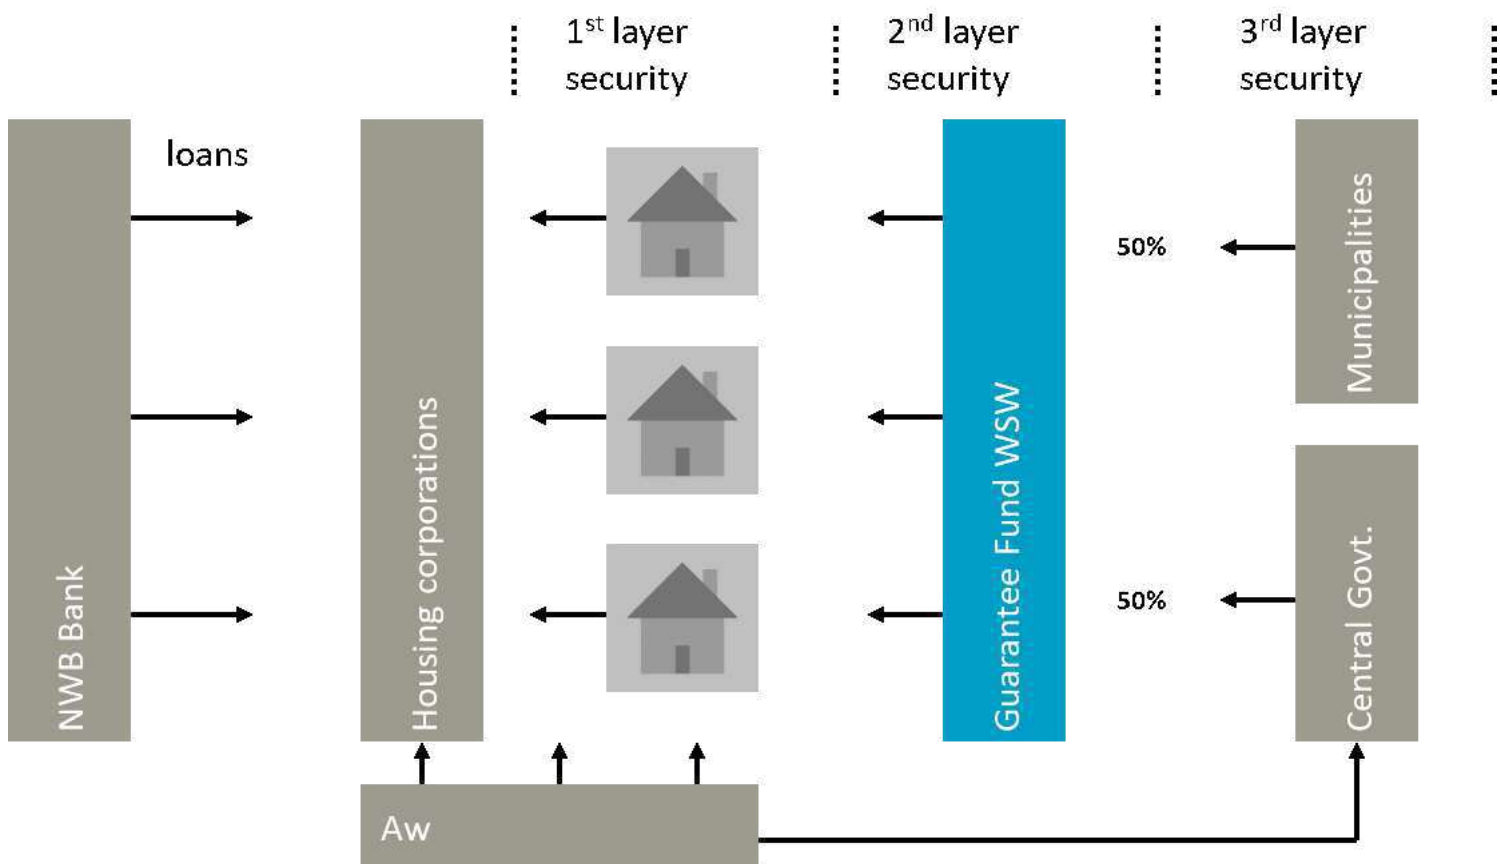 1st layer
security
2nd layer
security
3rd layer
security
loans
NWB Bank
Housing corporations
Guarantee Fund WSW
50%
Municipalities
50%
Central Govt.
Aw